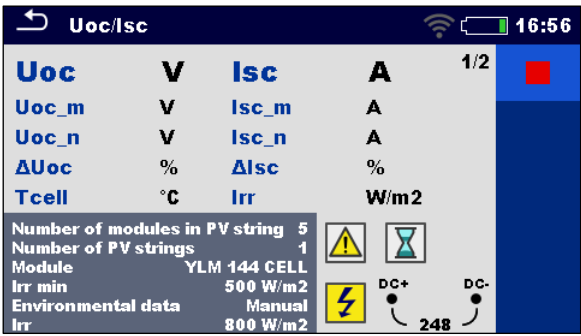 Uoc/Isc 16:56
Uoc V Isc A 1/2
Uoc_m V Isc_m A
Uoc_n V Isc_n A
ΔUoc % ΔIsc %
Tcell °C Irr W/m2
Number of modules in PV string 5
Number of PV strings 1
Module YLM 144 CELL
Irr min 500 W/m2
Environmental data Manual
Irr 800 W/m2
DC+ DC-
248